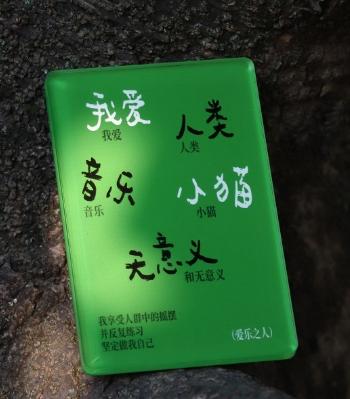 我爱
我爱
人类
人类
音乐
音乐
小猫
小猫
无意义
和无意义
我享受人群中的摇摆
并反复练习
坚定做我自己
（爱乐之人）